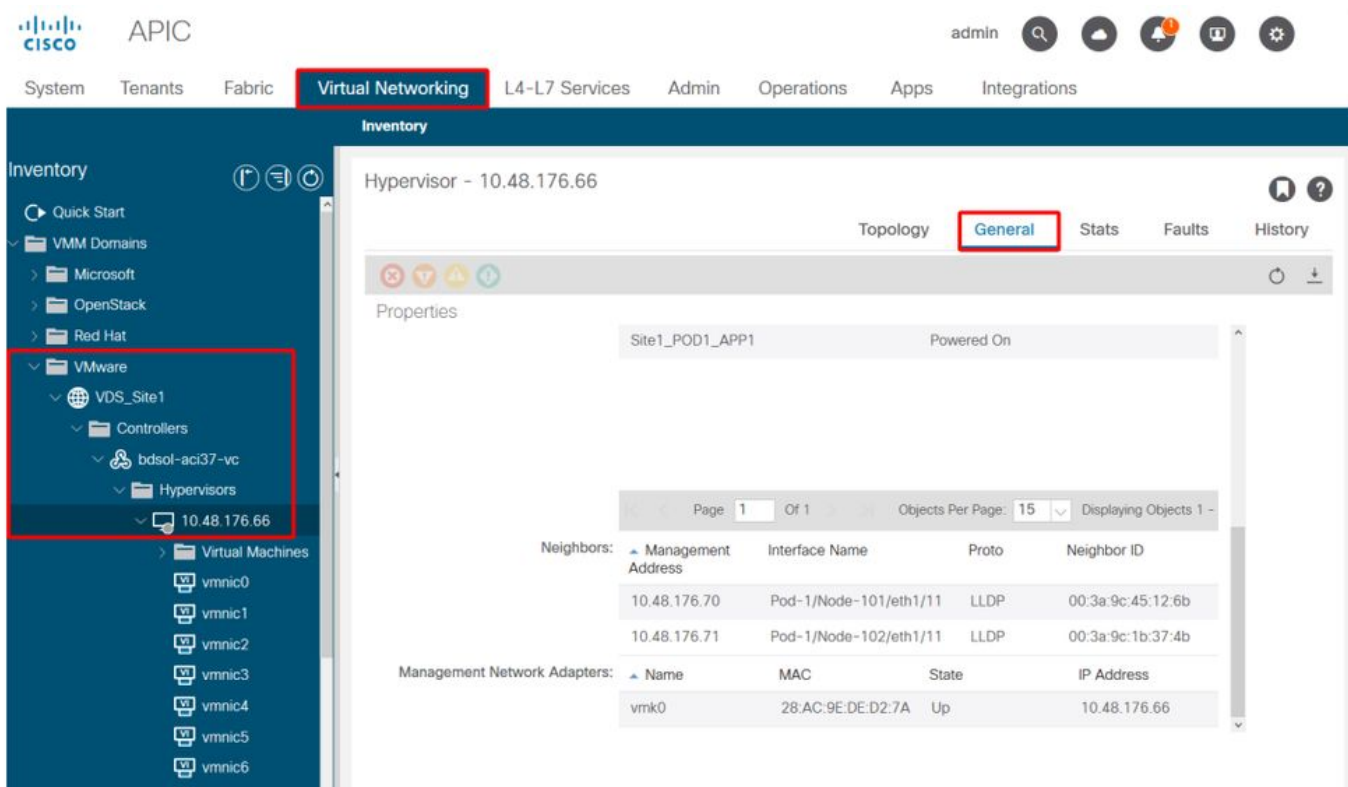 CISCO
APIC
admin
1
System Tenants Fabric Virtual Networking L4-L7 Services Admin Operations Apps Integrations
Inventory
Inventory
Quick Start
VMM Domains
Microsoft
OpenStack
Red Hat
VMware
VDS_Site1
Controllers
bdsol-aci37-vc
Hypervisors
10.48.176.66
Virtual Machines
vmnic0
vmnic1
vmnic2
vmnic3
vmnic4
vmnic5
vmnic6
Hypervisor - 10.48.176.66
Topology General Stats Faults History
Properties
Site1_POD1_APP1 Powered On
Page 1 Of 1 Objects Per Page: 15 Displaying Objects 1 -
Neighbors: Management Address Interface Name Proto Neighbor ID
10.48.176.70 Pod-1/Node-101/eth1/11 LLDP 00:3a:9c:45:12:6b
10.48.176.71 Pod-1/Node-102/eth1/11 LLDP 00:3a:9c:1b:37:4b
Management Network Adapters: Name MAC State IP Address
vmk0 28:AC:9E:DE:D2:7A Up 10.48.176.66